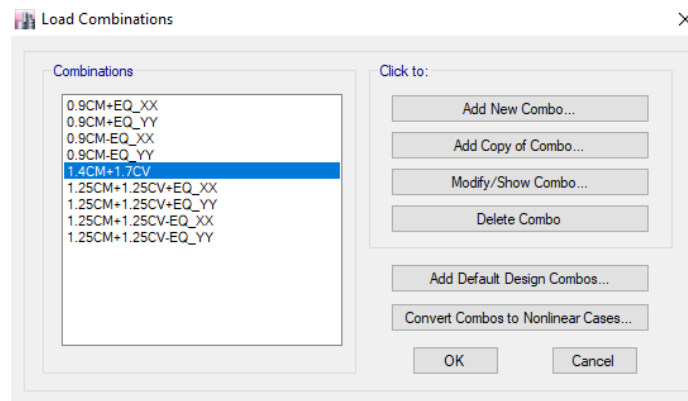 Load Combinations
Combinations
0.9CM+EQ_XX
0.9CM+EQ_YY
0.9CM-EQ_XX
0.9CM-EQ_YY
1.4CM+1.7CV
1.25CM+1.25CV+EQ_XX
1.25CM+1.25CV+EQ_YY
1.25CM+1.25CV-EQ_XX
1.25CM+1.25CV-EQ_YY
Click to:
Add New Combo...
Add Copy of Combo...
Modify/Show Combo...
Delete Combo
Add Default Design Combos...
Convert Combos to Nonlinear Cases...
OK
Cancel